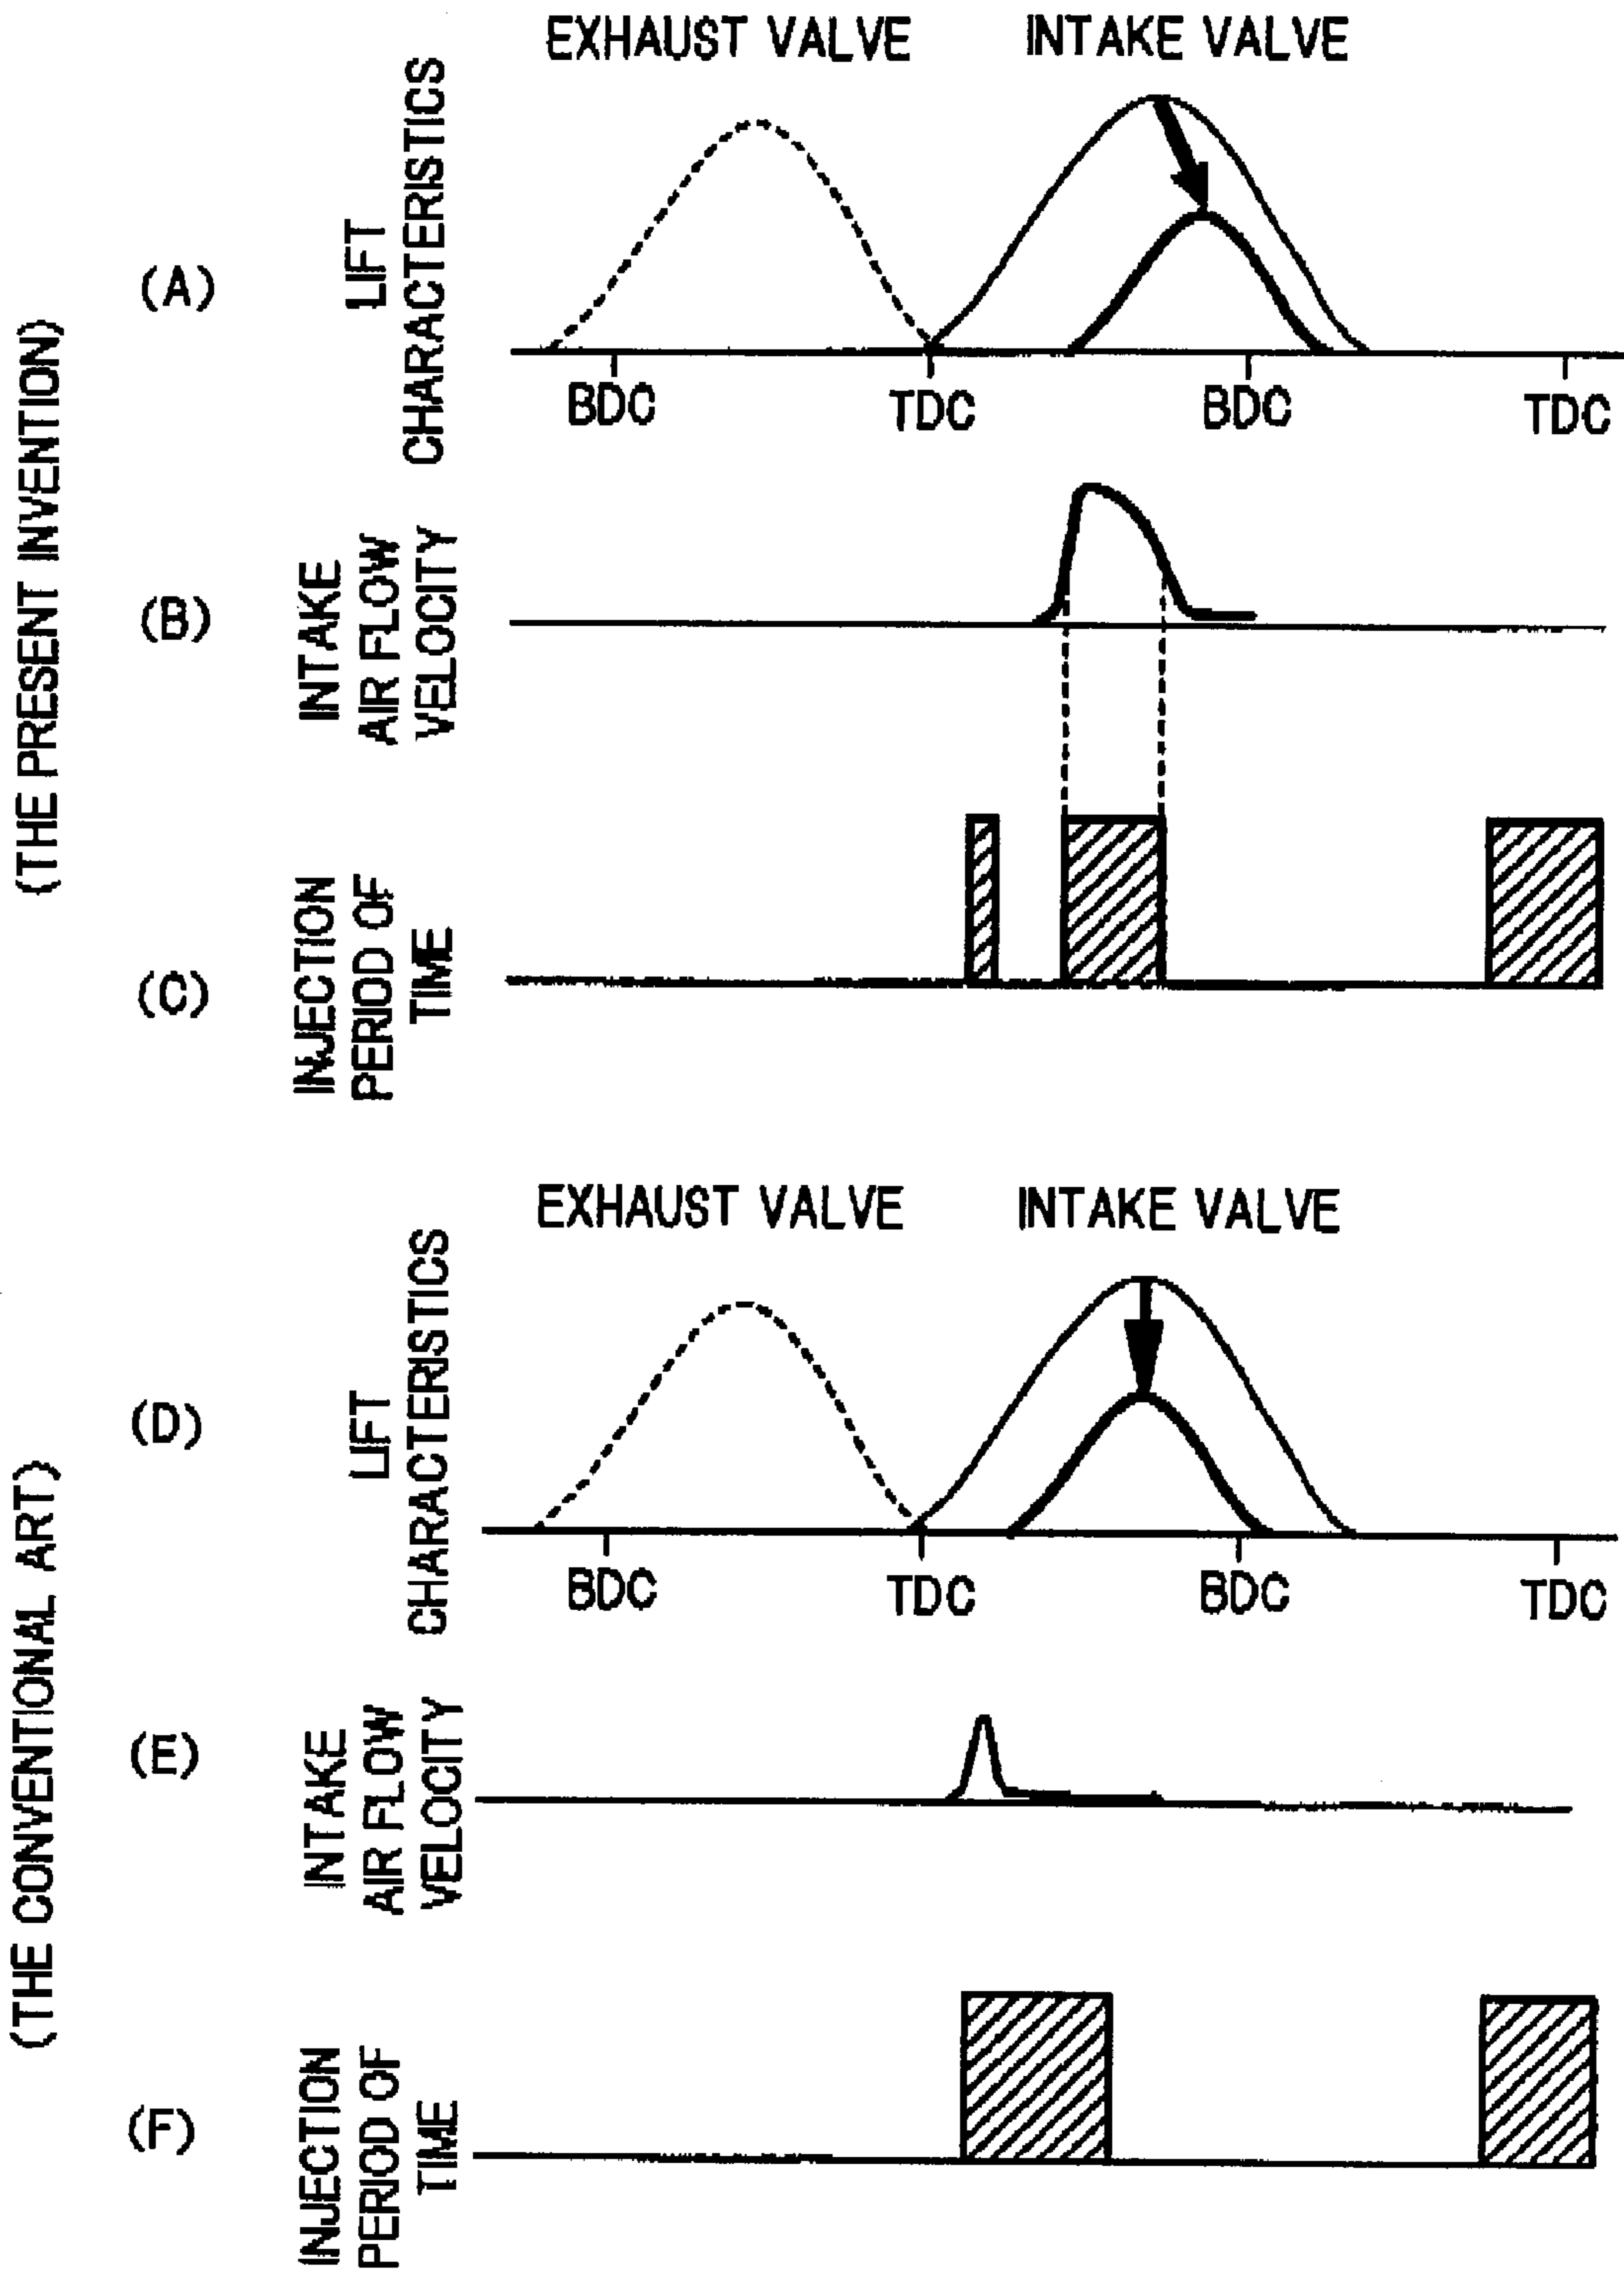 (THE PRESENT INVENTION)
EXHAUST VALVE
INTAKE VALVE
(A)
LIFT
CHARACTERISTICS
BDC
TDC
BDC
TDC
(B)
INTAKE
AIR FLOW
VELOCITY
(C)
INJECTION
PERIOD OF
TIME
(THE CONVENTIONAL ART)
EXHAUST VALVE
INTAKE VALVE
(D)
LIFT
CHARACTERISTICS
BDC
TDC
BDC
TDC
(E)
INTAKE
AIR FLOW
VELOCITY
(F)
INJECTION
PERIOD OF
TIME